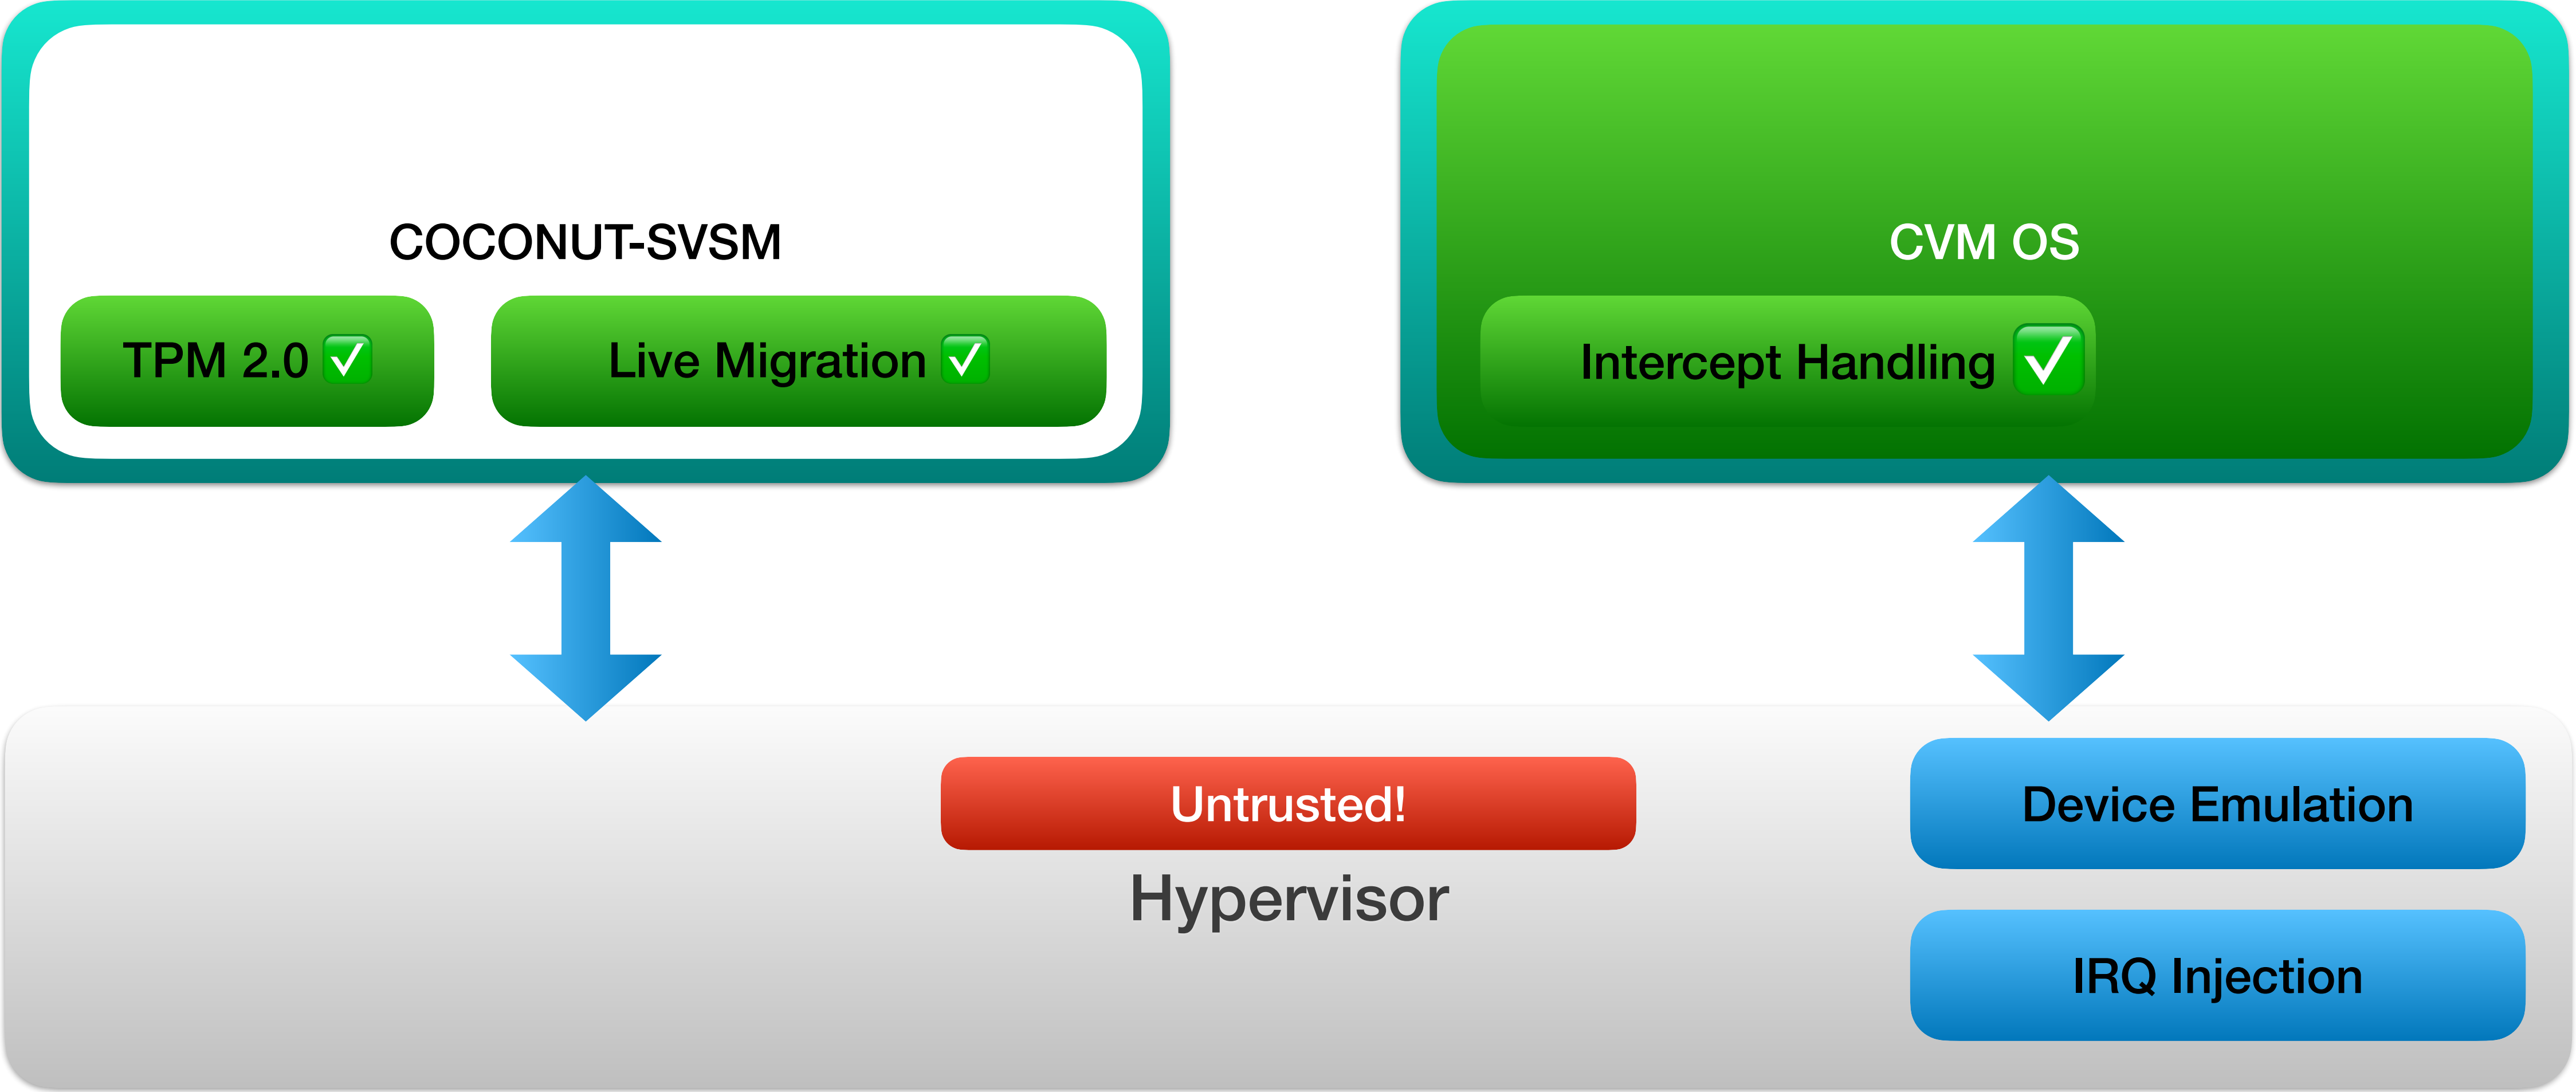 COCONUT-SVSM
TPM 2.0 ✅
Live Migration ✅
CVM OS
Intercept Handling ✅
Untrusted!
Hypervisor
Device Emulation
IRQ Injection